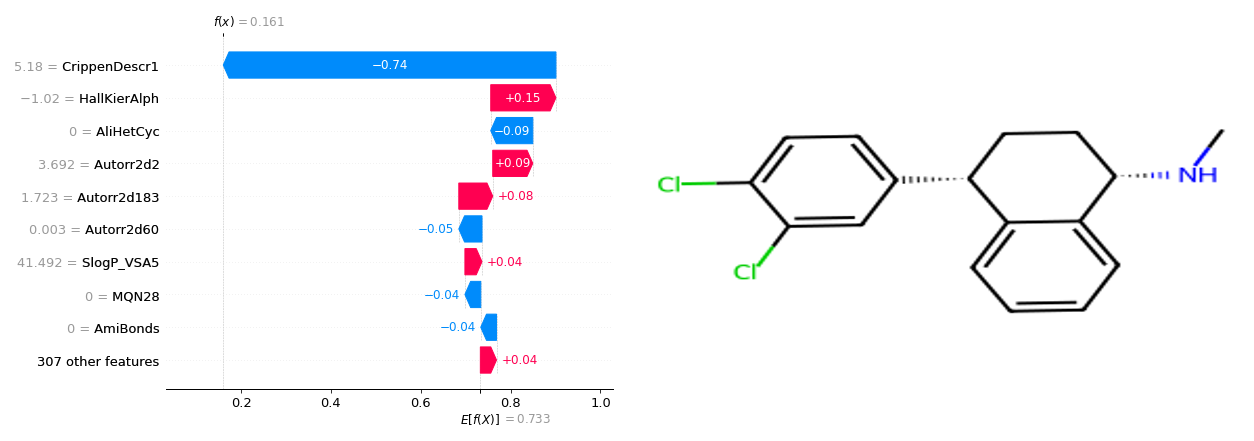 f(x) = 0.161
5.18 = CrippenDescr1
−0.74
−1.02 = HallKierAlph
+0.15
0 = AliHetCyc
−0.09
3.692 = Autorr2d2
+0.09
1.723 = Autorr2d183
+0.08
0.003 = Autorr2d60
−0.05
41.492 = SlogP_VSA5
+0.04
0 = MQN28
−0.04
0 = AmiBonds
−0.04
307 other features
+0.04
0.2 0.4 0.6 0.8 1.0
E[f(X)] = 0.733
Cl
Cl
NH